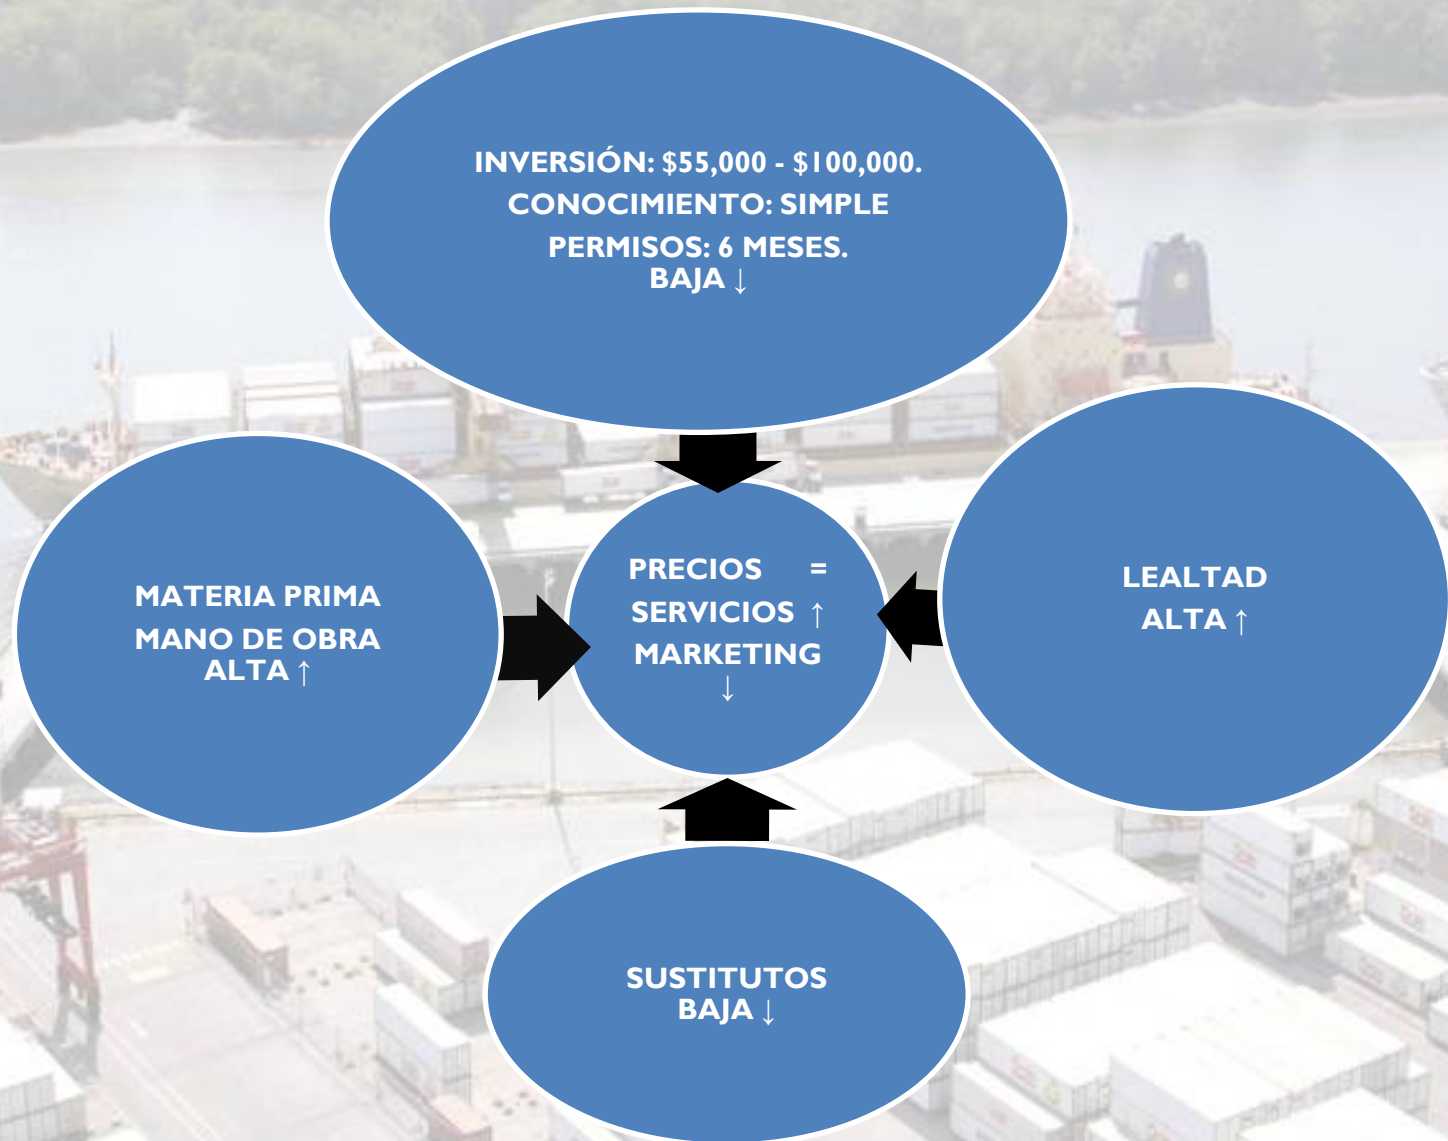 INVERSIÓN: $55,000 - $100,000.
CONOCIMIENTO: SIMPLE
PERMISOS: 6 MESES.
BAJA ↓
MATERIA PRIMA
MANO DE OBRA
ALTA ↑
PRECIOS =
SERVICIOS ↑
MARKETING
↓
LEALTAD
ALTA ↑
SUSTITUTOS
BAJA ↓